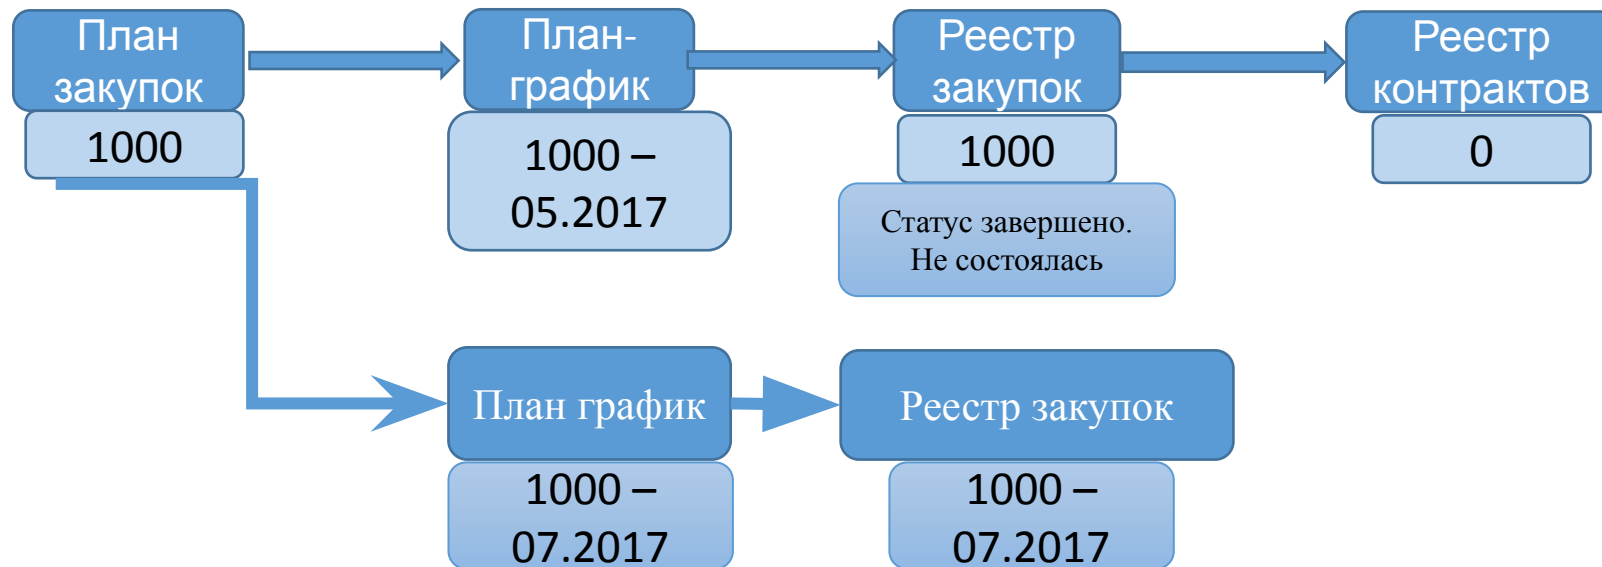 План
закупок
1000
План-
график
1000 –
05.2017
Реестр
закупок
1000
Статус завершено.
Не состоялась
Реестр
контрактов
0
План график
1000 –
07.2017
Реестр закупок
1000 –
07.2017